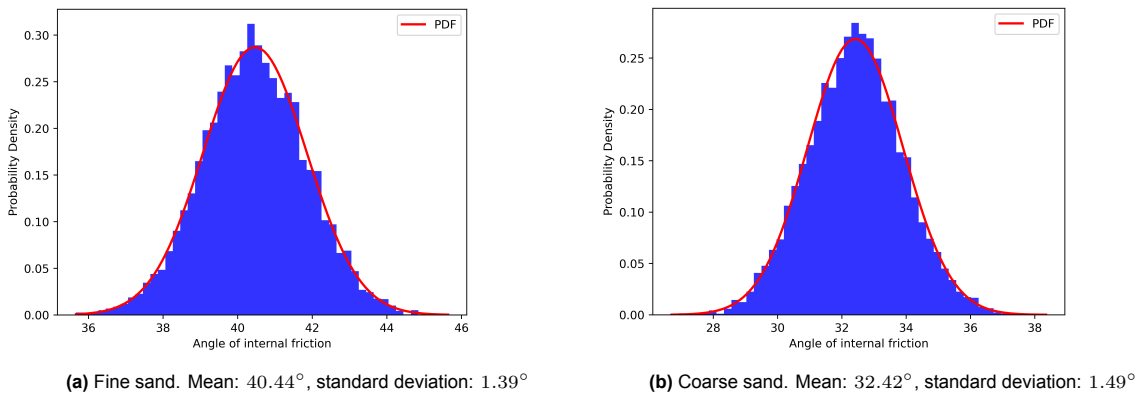 0.30
0.25
0.20
0.15
0.10
0.05
0.00
Probability Density
36 38 40 42 44 46
Angle of internal friction
PDF
(a) Fine sand. Mean: 40.44°, standard deviation: 1.39°
0.25
0.20
0.15
0.10
0.05
0.00
Probability Density
28 30 32 34 36 38
Angle of internal friction
PDF
(b) Coarse sand. Mean: 32.42°, standard deviation: 1.49°